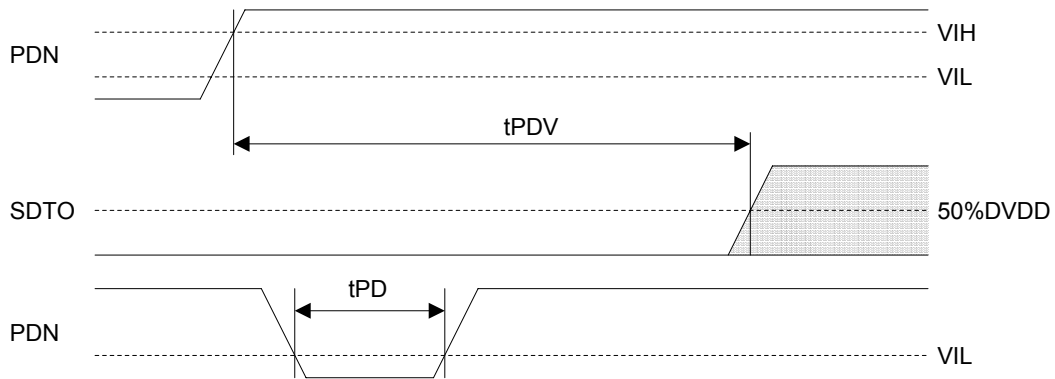 PDN
VIH
VIL
tPDV
SDTO
50%DVDD
tPD
PDN
VIL